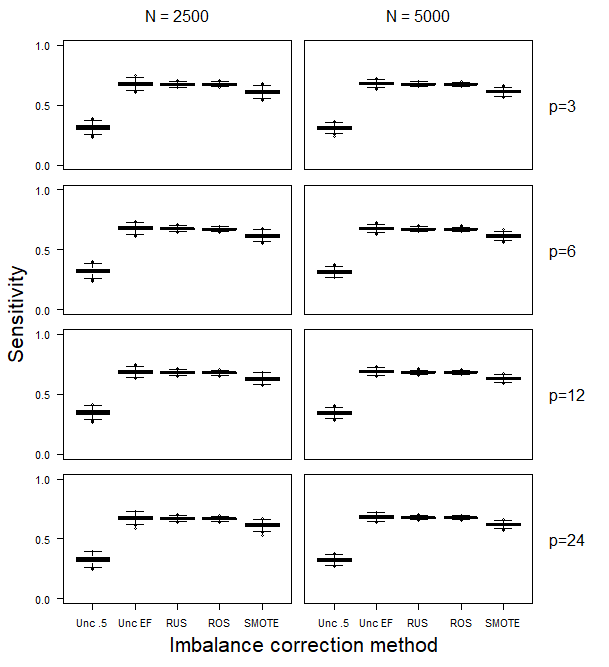 N = 2500 N = 5000
1.0
0.5
0.0
p=3
1.0
0.5
0.0
p=6
Sensitivity
1.0
0.5
0.0
p=12
1.0
0.5
0.0
p=24
Unc .5 Unc EF RUS ROS SMOTE Unc .5 Unc EF RUS ROS SMOTE
Imbalance correction method